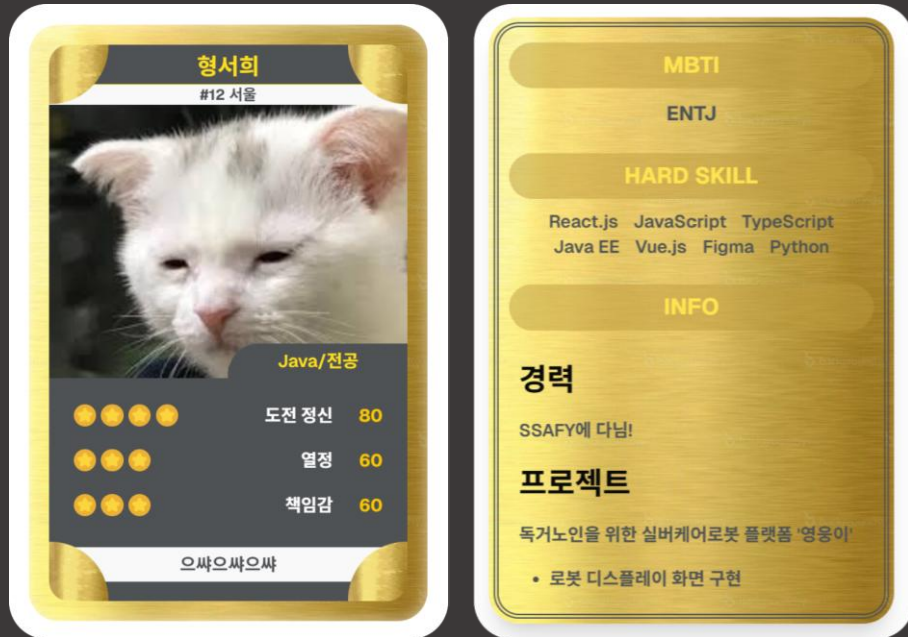 형서희
#12 서울
Java/전공
도전 정신 80
열정 60
책임감 60
으쌰으쌰으쌰
MBTI
ENTJ
HARD SKILL
React.js JavaScript TypeScript
Java EE Vue.js Figma Python
INFO
경력
SSAFY에 다님!
프로젝트
독거노인을 위한 실버케어로봇 플랫폼 '영웅이'
• 로봇 디스플레이 화면 구현